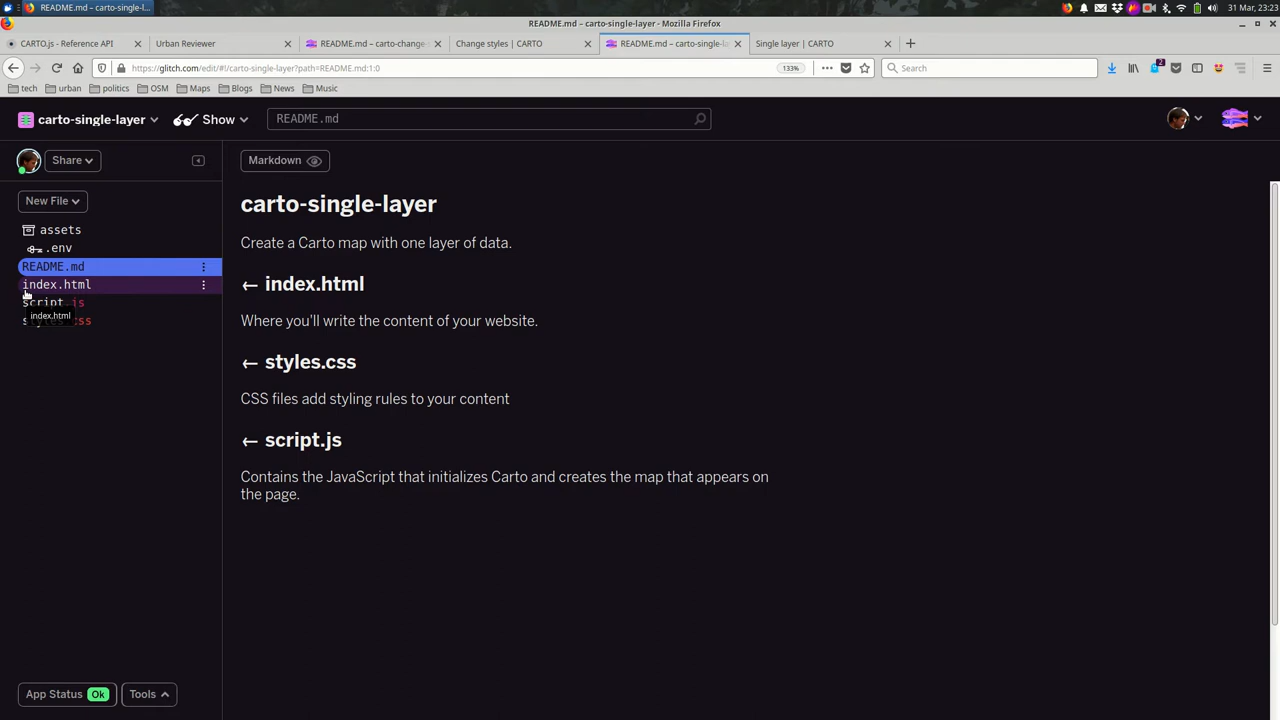 README.md – carto-single-l...
31 Mar, 23:23
README.md – carto-single-layer - Mozilla Firefox
CARTO.js - Reference API
Urban Reviewer
README.md – carto-change
Change styles | CARTO
README.md – carto-single-la
Single layer | CARTO
https://glitch.com/edit/#!/carto-single-layer?path=README.md:1:0
133%
Search
2
tech
urban
politics
OSM
Maps
Blogs
News
Music
carto-single-layer
Show
README.md
Share
Markdown
New File
assets
.env
README.md
index.html
script.js
index.html
styles.css
carto-single-layer
Create a Carto map with one layer of data.
← index.html
Where you'll write the content of your website.
← styles.css
CSS files add styling rules to your content
← script.js
Contains the JavaScript that initializes Carto and creates the map that appears on
the page.
App Status Ok
Tools